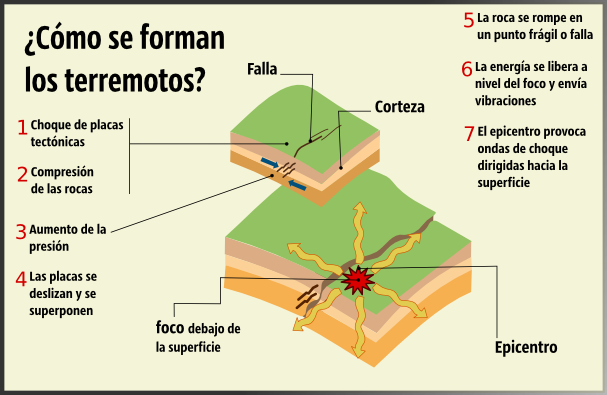 ¿Cómo se forman
los terremotos?
1 Choque de placas
tectónicas
2 Compresión
de las rocas
3 Aumento de la
presión
4 Las placas se
deslizan y se
superponen
Falla
Corteza
foco debajo de
la superficie
Epicentro
5 La roca se rompe en
un punto frágil o falla
6 La energía se libera a
nivel del foco y envía
vibraciones
7 El epicentro provoca
ondas de choque
dirigidas hacia la
superficie